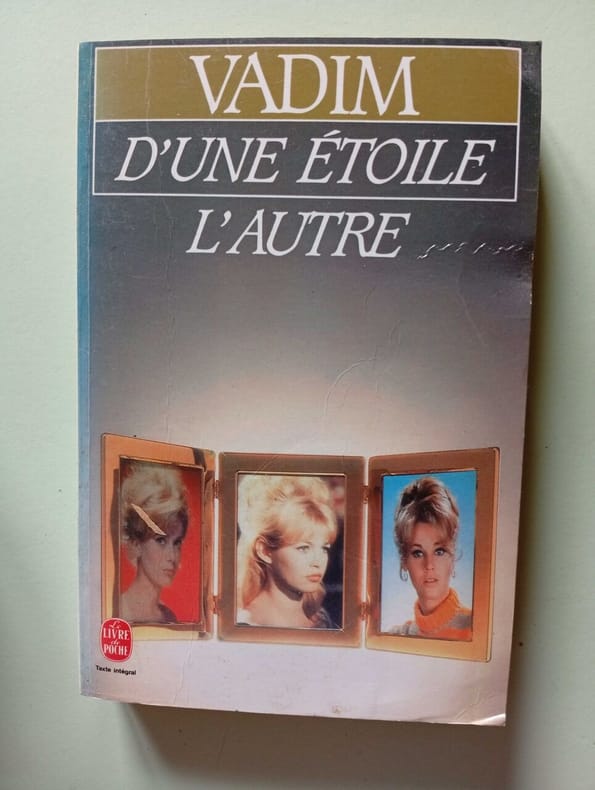 VADIM
D'UNE ÉTOILE
L'AUTRE
Le
LIVRE
de
POCHE
Texte intégral